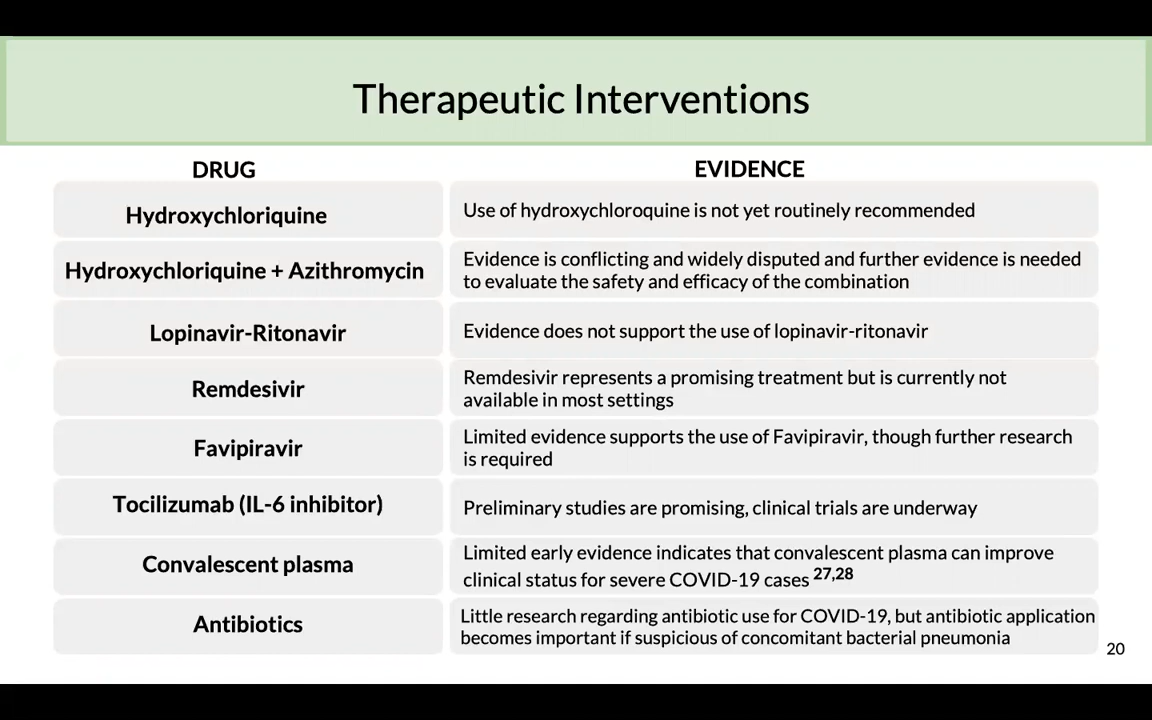 Therapeutic Interventions
DRUG
EVIDENCE
Hydroxychloriquine
Use of hydroxychloroquine is not yet routinely recommended
Hydroxychloriquine + Azithromycin
Evidence is conflicting and widely disputed and further evidence is needed
to evaluate the safety and efficacy of the combination
Lopinavir-Ritonavir
Evidence does not support the use of lopinavir-ritonavir
Remdesivir
Remdesivir represents a promising treatment but is currently not
available in most settings
Favipiravir
Limited evidence supports the use of Favipiravir, though further research
is required
Tocilizumab (IL-6 inhibitor)
Preliminary studies are promising, clinical trials are underway
Convalescent plasma
Limited early evidence indicates that convalescent plasma can improve
clinical status for severe COVID-19 cases 27,28
Antibiotics
Little research regarding antibiotic use for COVID-19, but antibiotic application
becomes important if suspicious of concomitant bacterial pneumonia
20